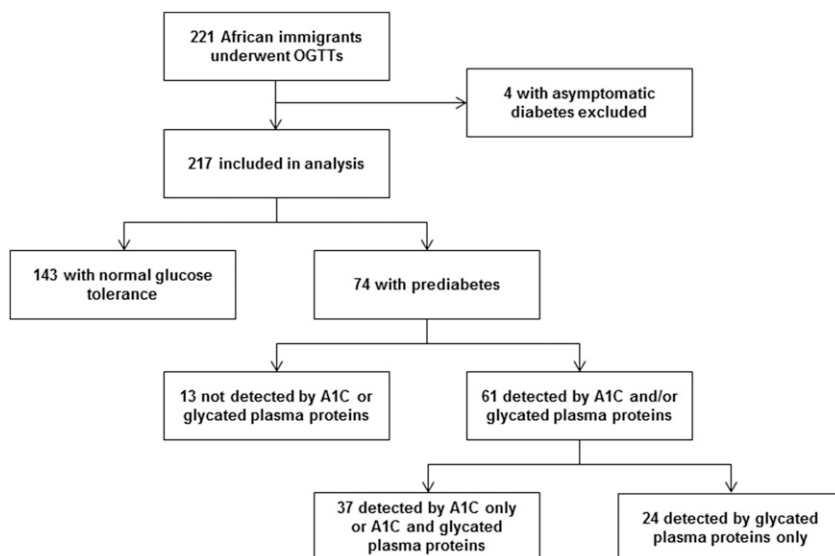 221 African immigrants
underwent OGTTs
4 with asymptomatic
diabetes excluded
217 included in analysis
143 with normal glucose
tolerance
74 with prediabetes
13 not detected by A1C or
glycated plasma proteins
61 detected by A1C and/or
glycated plasma proteins
37 detected by A1C only
or A1C and glycated
plasma proteins
24 detected by glycated
plasma proteins only